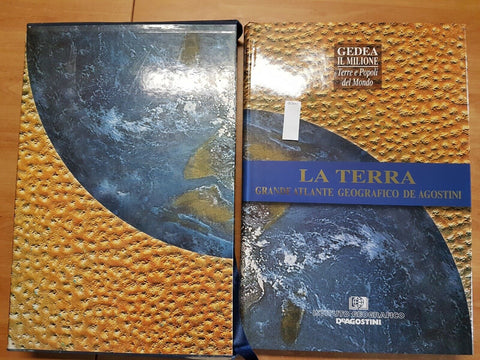 GEDEA
IL MILIONE
Terre e Popoli
del Mondo
LA TERRA
GRANDE ATLANTE GEOGRAFICO DE AGOSTINI
ISTITUTO GEOGRAFICO
DEAGOSTINI